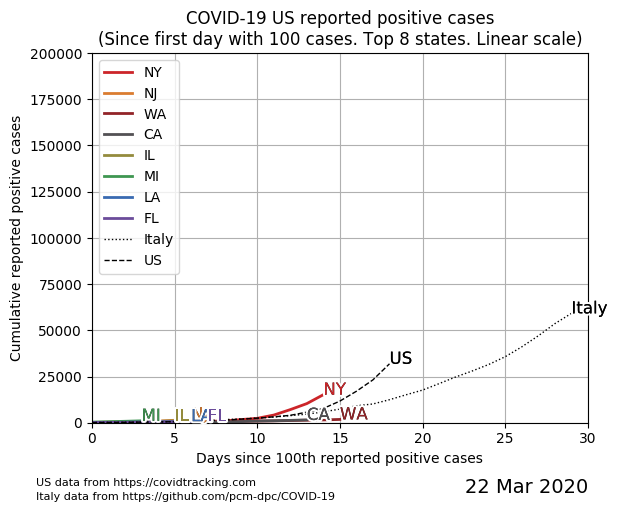 COVID-19 US reported positive cases
(Since first day with 100 cases. Top 8 states. Linear scale)
200000
175000
150000
125000
100000
75000
50000
25000
0
Cumulative reported positive cases
NY
NJ
WA
CA
IL
MI
LA
FL
Italy
US
Italy
US
NY
MI
IL
LA
FL
CA
WA
0 5 10 15 20 25 30
Days since 100th reported positive cases
US data from https://covidtracking.com
Italy data from https://github.com/pcm-dpc/COVID-19
22 Mar 2020